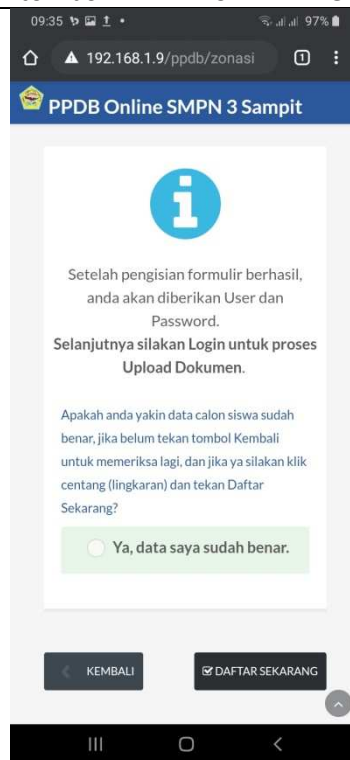 09:35
97%
192.168.1.9/ppdb/zonasi
1
PPDB Online SMPN 3 Sampit
Setelah pengisian formulir berhasil,
anda akan diberikan User dan
Password.
Selanjutnya silakan Login untuk proses
Upload Dokumen.
Apakah anda yakin data calon siswa sudah
benar, jika belum tekan tombol Kembali
untuk memeriksa lagi, dan jika ya silakan klik
centang (lingkaran) dan tekan Daftar
Sekarang?
Ya, data saya sudah benar.
KEMBALI
DAFTAR SEKARANG